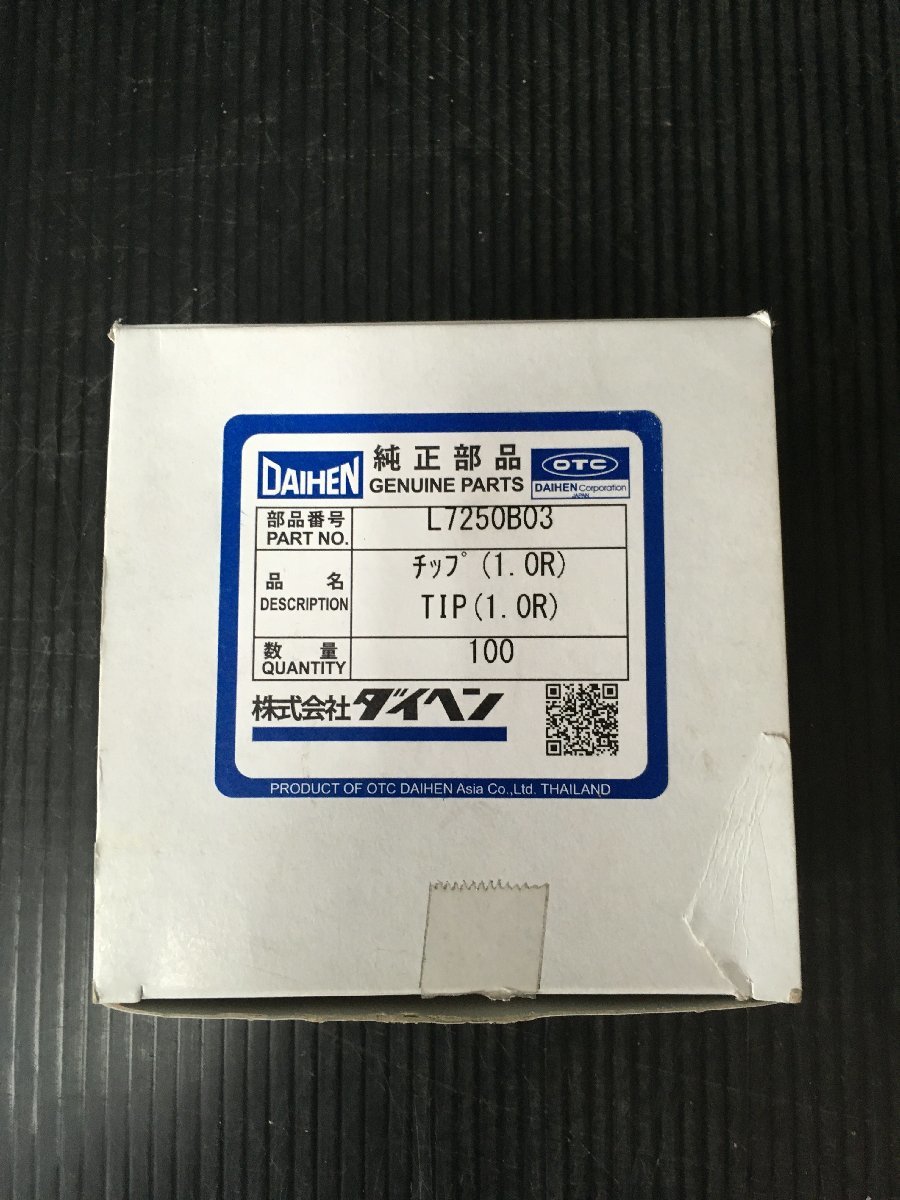 DAIHEN
純正部品
GENUINE PARTS
OTC
DAIHEN Corporation
JAPAN
部品番号
PART NO.
L7250B03
品 名
DESCRIPTION
ﾁｯﾌﾟ(1.0R)
TIP(1.0R)
数 量
QUANTITY
100
株式会社ダイヘン
PRODUCT OF OTC DAIHEN Asia Co.,Ltd. THAILAND